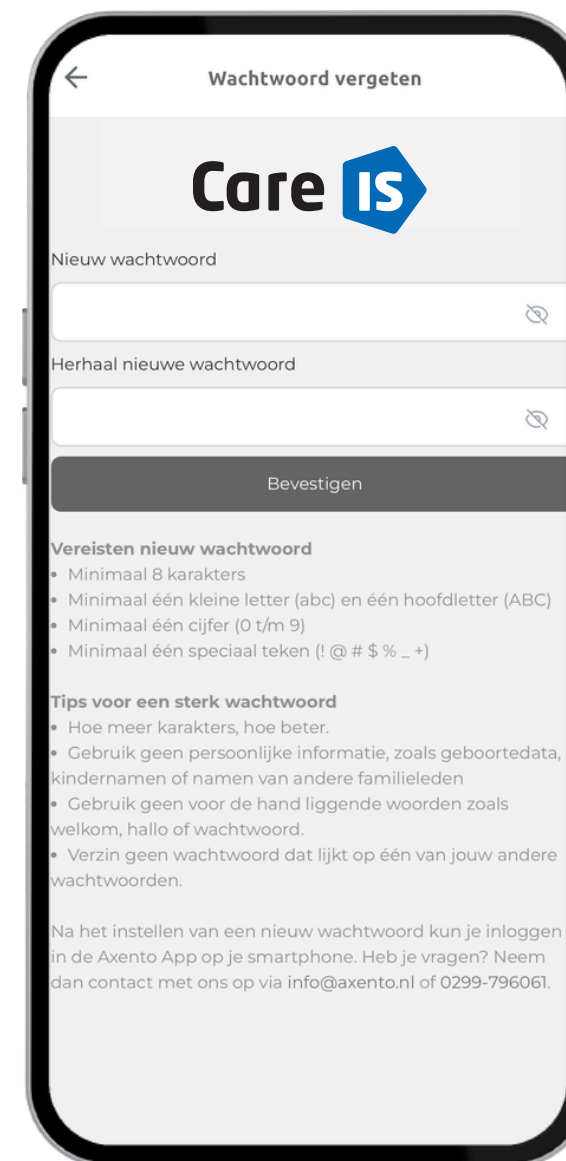 Wachtwoord vergeten
Care IS
Nieuw wachtwoord
Herhaal nieuwe wachtwoord
Bevestigen
Vereisten nieuw wachtwoord
• Minimaal 8 karakters
• Minimaal één kleine letter (abc) en één hoofdletter (ABC)
• Minimaal één cijfer (0 t/m 9)
• Minimaal één speciaal teken (! @ # $ % _ +)
Tips voor een sterk wachtwoord
• Hoe meer karakters, hoe beter.
• Gebruik geen persoonlijke informatie, zoals geboortedata,
kindernamen of namen van andere familieleden
• Gebruik geen voor de hand liggende woorden zoals
welkom, hallo of wachtwoord.
• Verzin geen wachtwoord dat lijkt op één van jouw andere
wachtwoorden.
Na het instellen van een nieuw wachtwoord kun je inloggen
in de Axento App op je smartphone. Heb je vragen? Neem
dan contact met ons op via info@axento.nl of 0299-796061.